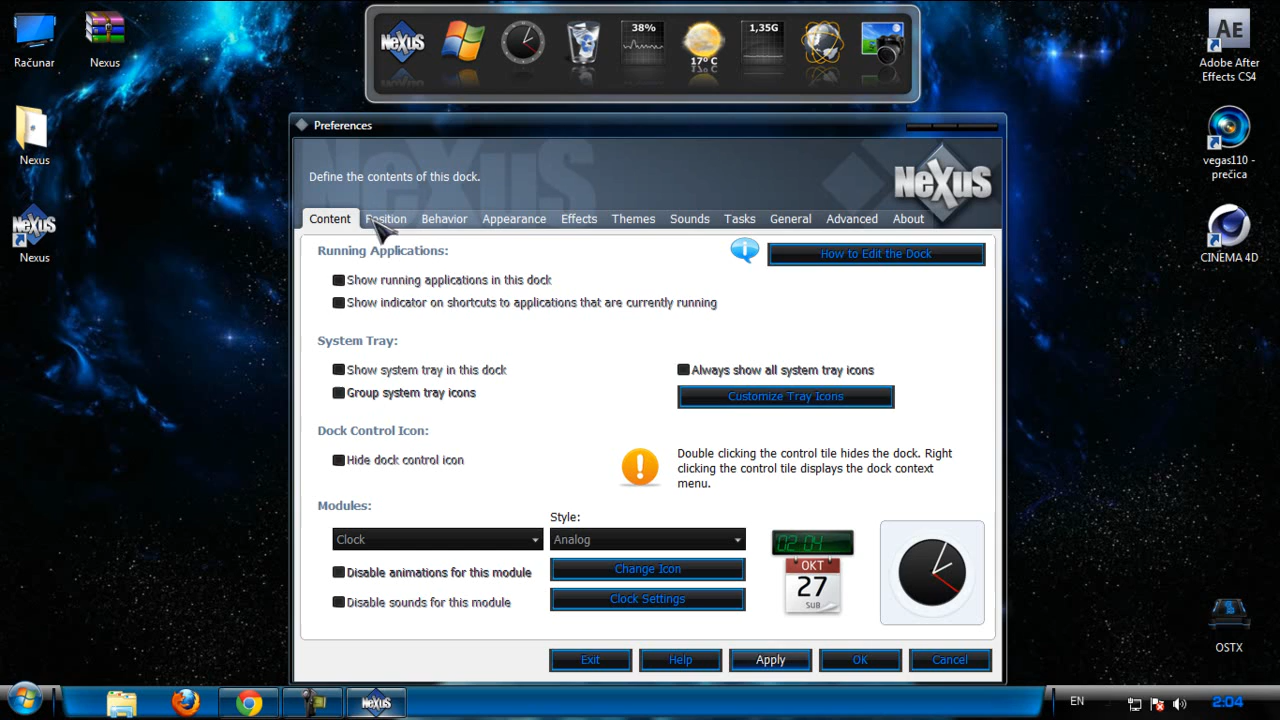 Računar
Nexus
Nexus
Nexus
NeXuS
38%
17° C
1,35G
AE
Adobe After
Effects CS4
vegas110 -
prečica
CINEMA 4D
OSTX
Preferences
Define the contents of this dock.
NeXuS
Content
Position
Behavior
Appearance
Effects
Themes
Sounds
Tasks
General
Advanced
About
Running Applications:
How to Edit the Dock
Show running applications in this dock
Show indicator on shortcuts to applications that are currently running
System Tray:
Show system tray in this dock
Always show all system tray icons
Group system tray icons
Customize Tray Icons
Dock Control Icon:
Hide dock control icon
Double clicking the control tile hides the dock. Right
clicking the control tile displays the dock context
menu.
Modules:
Style:
Clock
Analog
Disable animations for this module
Change Icon
Disable sounds for this module
Clock Settings
02:04
OKT
27
SUB
Exit
Help
Apply
OK
Cancel
NeXuS
EN
2:04